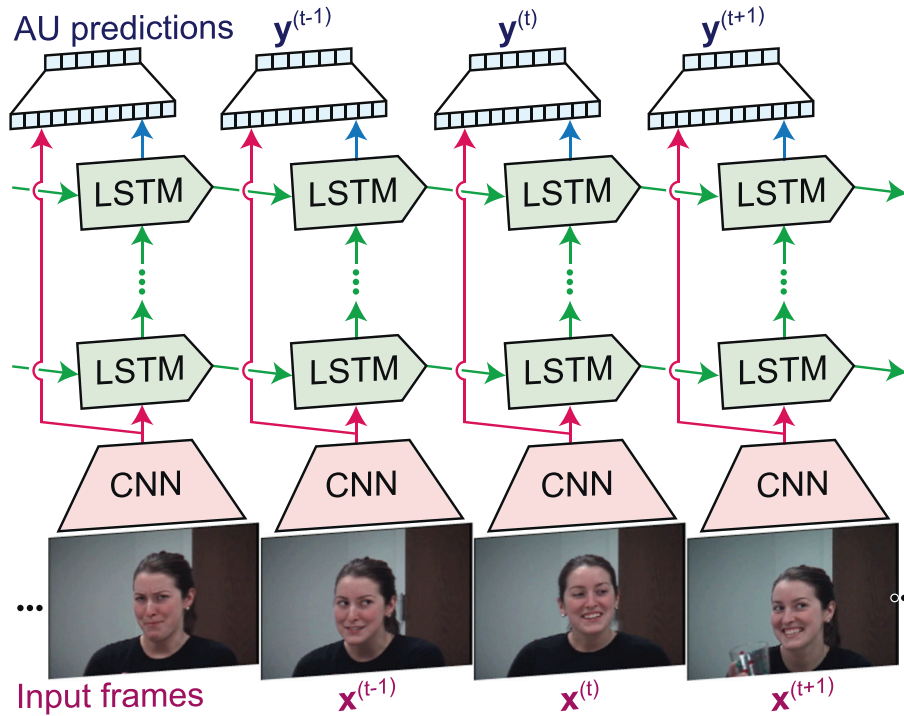 AU predictions y(t-1) y(t) y(t+1)
LSTM LSTM LSTM LSTM
LSTM LSTM LSTM LSTM
CNN CNN CNN CNN
Input frames x(t-1) x(t) x(t+1)